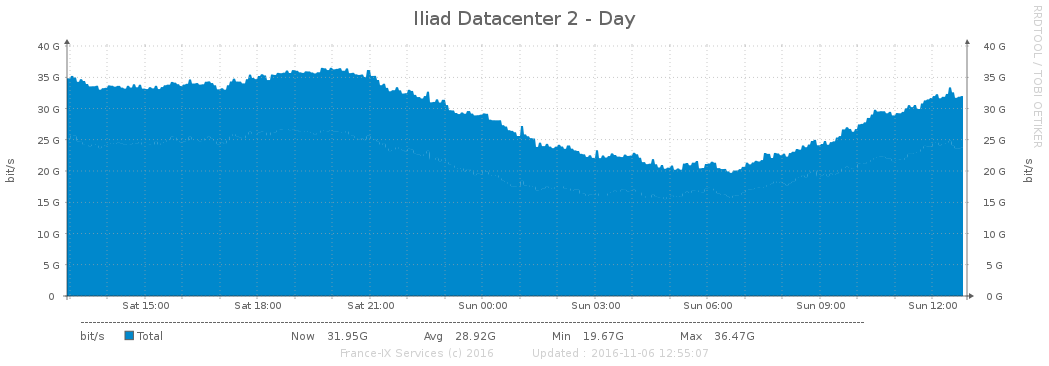 Iliad Datacenter 2 - Day
RRDTOOL / TOBI OETIKER
40 G 40 G
35 G 35 G
30 G 30 G
25 G 25 G
20 G 20 G
15 G 15 G
10 G 10 G
5 G 5 G
0 0 G
bit/s bit/s
Sat 15:00 Sat 18:00 Sat 21:00 Sun 00:00 Sun 03:00 Sun 06:00 Sun 09:00 Sun 12:00
bit/s Total Now 31.95G Avg 28.92G Min 19.67G Max 36.47G
France-IX Services (c) 2016 Updated : 2016-11-06 12:55:07